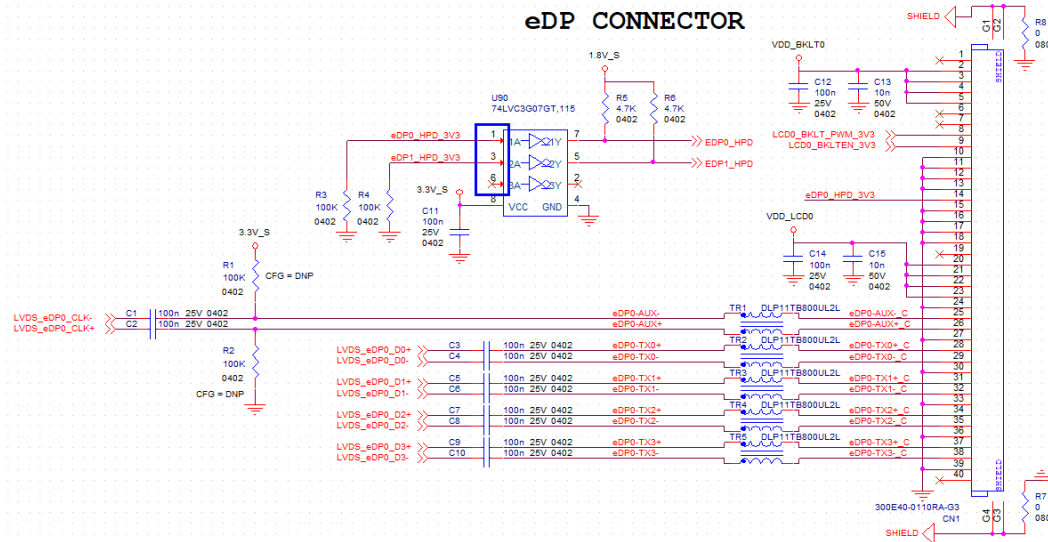 eDP CONNECTOR
SHIELD
G1
G2
R8
0
080
VDD_BKLT0
SHIELD
1.8V_S
C12
100n
25V
0402
C13
10n
50V
0402
U90
74LVC3G07GT,115
R5
4.7K
0402
R6
4.7K
0402
eDP0_HPD_3V3
1
1A
1Y
7
EDP0_HPD
eDP1_HPD_3V3
3
2A
2Y
5
EDP1_HPD
6
3A
3Y
2
8
VCC
GND
4
LCD0_BKLT_PWM_3V3
LCD0_BKLTEN_3V3
eDP0_HPD_3V3
R3
100K
0402
R4
100K
0402
3.3V_S
C11
100n
25V
0402
VDD_LCD0
C14
100n
25V
0402
C15
10n
50V
0402
3.3V_S
R1
100K
0402
CFG = DNP
R2
100K
0402
CFG = DNP
LVDS_eDP0_CLK-
C1
100n 25V 0402
eDP0-AUX-
TR1
DLP11TB800UL2L
eDP0-AUX-_C
LVDS_eDP0_CLK+
C2
100n 25V 0402
eDP0-AUX+
eDP0-AUX+_C
LVDS_eDP0_D0+
C3
100n 25V 0402
eDP0-TX0+
TR2
DLP11TB800UL2L
eDP0-TX0+_C
LVDS_eDP0_D0-
C4
100n 25V 0402
eDP0-TX0-
eDP0-TX0-_C
LVDS_eDP0_D1+
C5
100n 25V 0402
eDP0-TX1+
TR3
DLP11TB800UL2L
eDP0-TX1+_C
LVDS_eDP0_D1-
C6
100n 25V 0402
eDP0-TX1-
eDP0-TX1-_C
LVDS_eDP0_D2+
C7
100n 25V 0402
eDP0-TX2+
TR4
DLP11TB800UL2L
eDP0-TX2+_C
LVDS_eDP0_D2-
C8
100n 25V 0402
eDP0-TX2-
eDP0-TX2-_C
LVDS_eDP0_D3+
C9
100n 25V 0402
eDP0-TX3+
TR5
DLP11TB800UL2L
eDP0-TX3+_C
LVDS_eDP0_D3-
C10
100n 25V 0402
eDP0-TX3-
eDP0-TX3-_C
1
2
3
4
5
6
7
8
9
10
11
12
13
14
15
16
17
18
19
20
21
22
23
24
25
26
27
28
29
30
31
32
33
34
35
36
37
38
39
40
SHIELD
300E40-0110RA-G3
CN1
G4
G3
R7
0
080
SHIELD